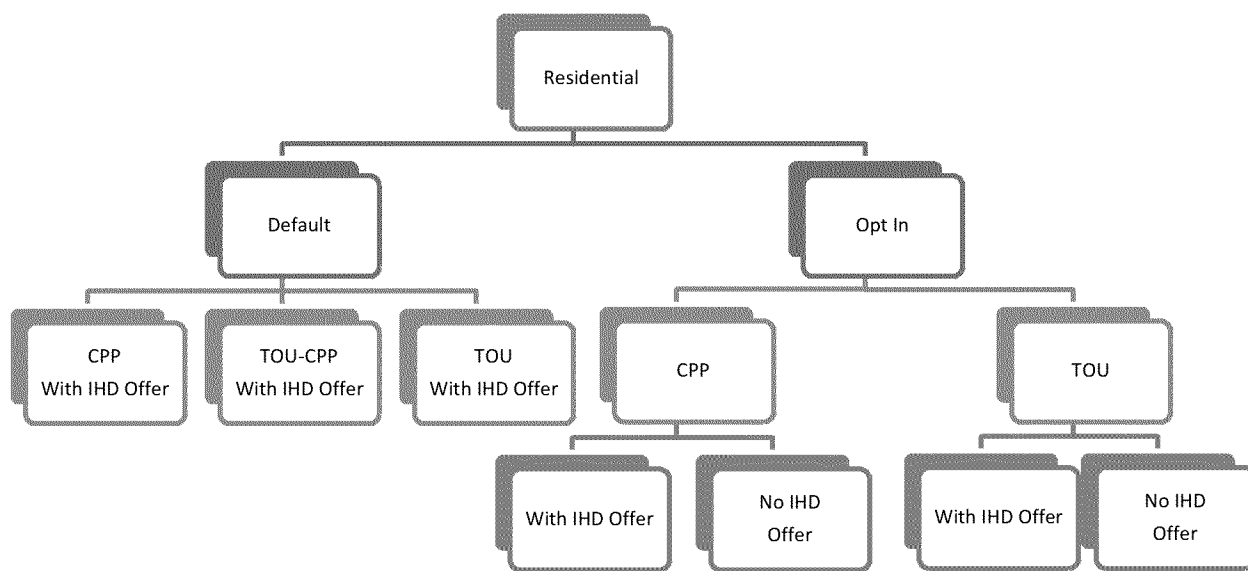 Residential
Default
Opt In
CPP
With IHD Offer
TOU-CPP
With IHD Offer
TOU
With IHD Offer
CPP
TOU
With IHD Offer
No IHD
Offer
With IHD Offer
No IHD
Offer